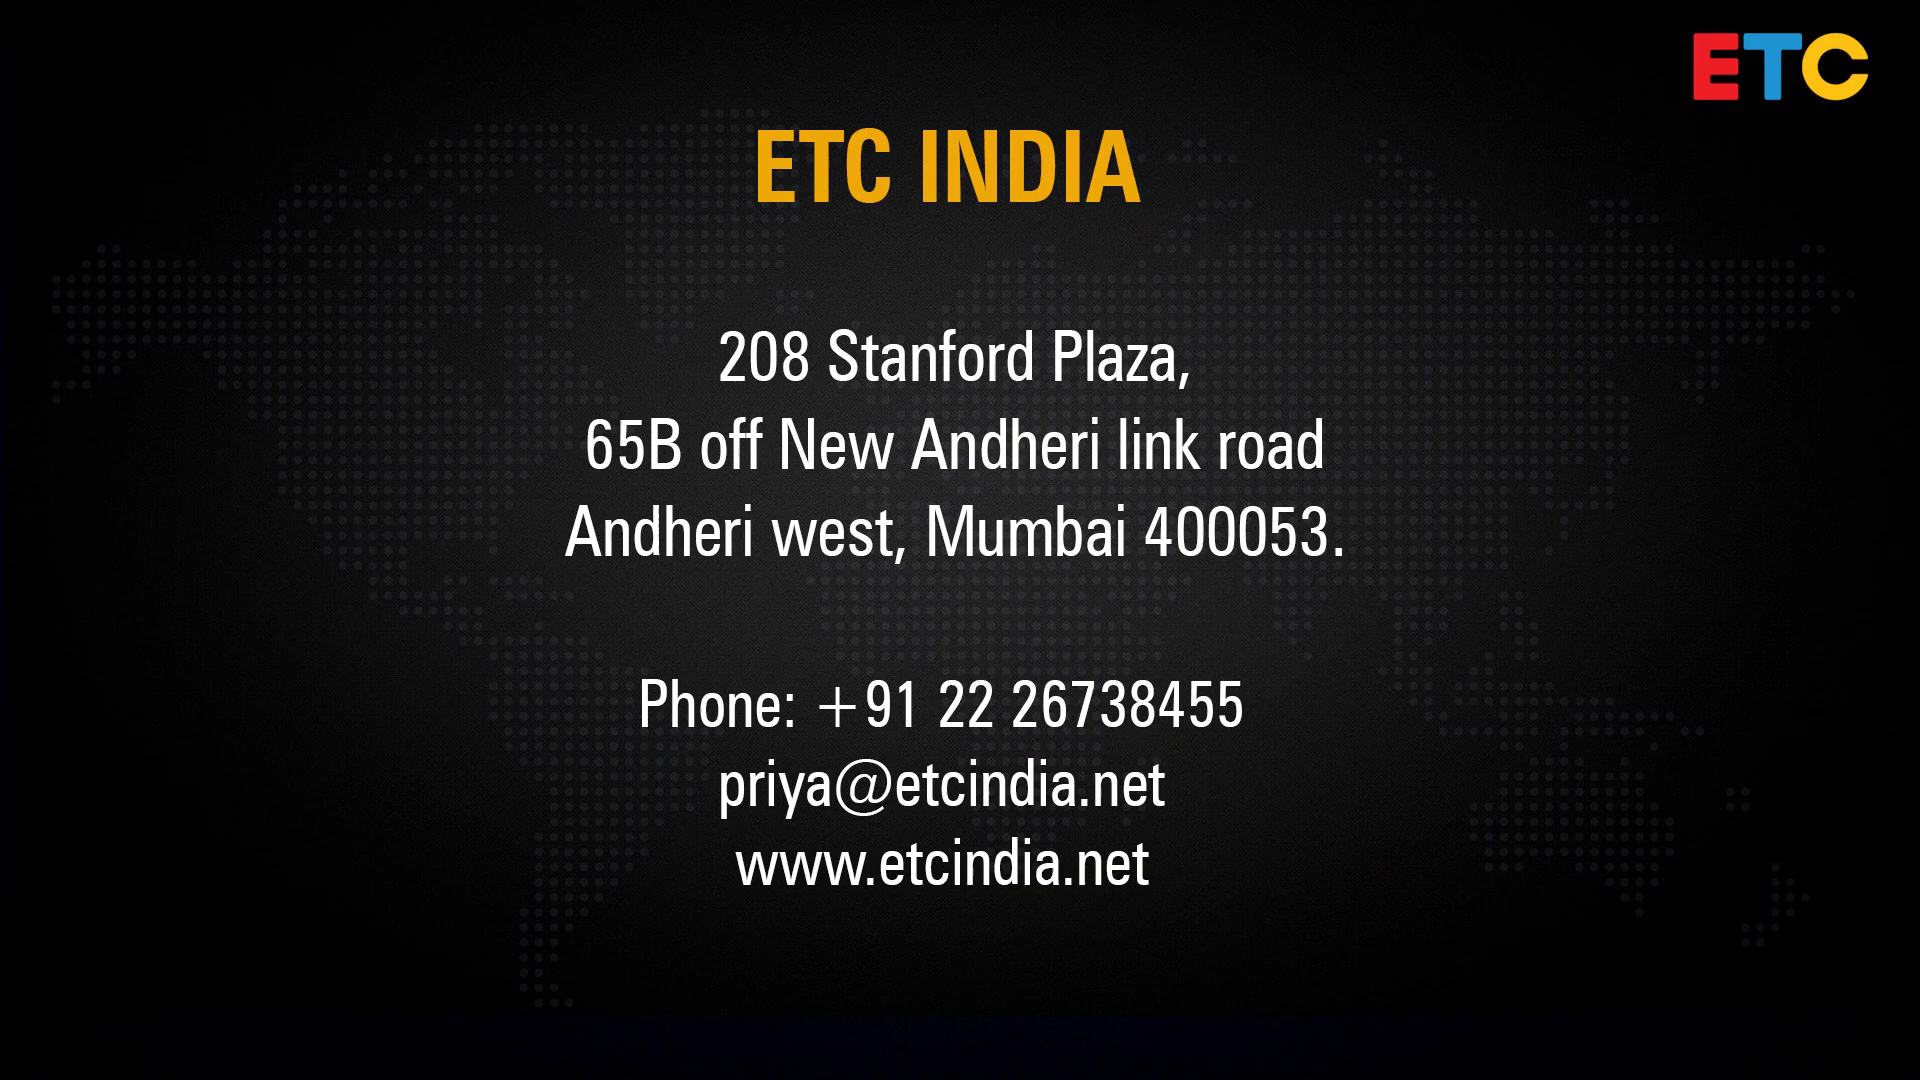 ETC
ETC INDIA
208 Stanford Plaza,
65B off New Andheri link road
Andheri west, Mumbai 400053.
Phone: +91 22 26738455
priya@etcindia.net
www.etcindia.net